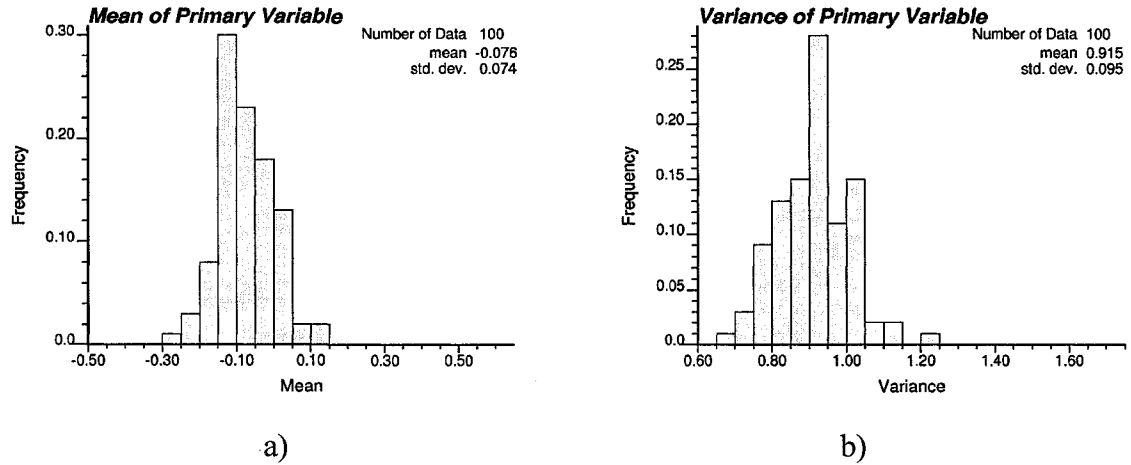 Mean of Primary Variable
Number of Data 100
mean -0.076
std. dev. 0.074
Frequency
0.30
0.20
0.10
0.0
-0.50 -0.30 -0.10 0.10 0.30 0.50
Mean
a)
Variance of Primary Variable
Number of Data 100
mean 0.915
std. dev. 0.095
Frequency
0.25
0.20
0.15
0.10
0.05
0.0
0.60 0.80 1.00 1.20 1.40 1.60
Variance
b)